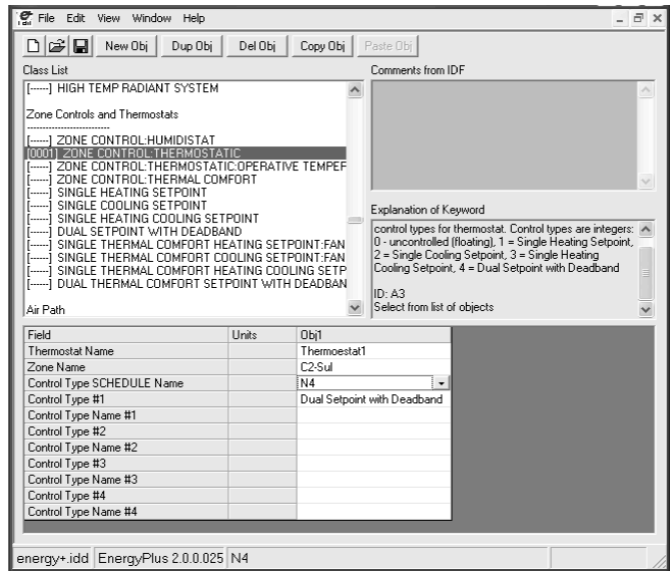 File Edit View Window Help
New Obj Dup Obj Del Obj Copy Obj Paste Obj
Class List
[------] HIGH TEMP RADIANT SYSTEM
Zone Controls and Thermostats
--------------------------
[------] ZONE CONTROL:HUMIDISTAT
[0001] ZONE CONTROL:THERMOSTATIC
[------] ZONE CONTROL:THERMOSTATIC:OPERATIVE TEMPEF
[------] ZONE CONTROL:THERMAL COMFORT
[------] SINGLE HEATING SETPOINT
[------] SINGLE COOLING SETPOINT
[------] SINGLE HEATING COOLING SETPOINT
[------] DUAL SETPOINT WITH DEADBAND
[------] SINGLE THERMAL COMFORT HEATING SETPOINT:FAN
[------] SINGLE THERMAL COMFORT COOLING SETPOINT:FAN
[------] SINGLE THERMAL COMFORT HEATING COOLING SETP
[------] DUAL THERMAL COMFORT SETPOINT WITH DEADBAN
Air Path
Comments from IDF
Explanation of Keyword
control types for thermostat. Control types are integers:
0 - uncontrolled (floating), 1 = Single Heating Setpoint,
2 = Single Cooling Setpoint, 3 = Single Heating
Cooling Setpoint, 4 = Dual Setpoint with Deadband
ID: A3
Select from list of objects
Field Units Obj1
Thermostat Name Thermoestat1
Zone Name C2-Sul
Control Type SCHEDULE Name N4
Control Type #1 Dual Setpoint with Deadband
Control Type Name #1
Control Type #2
Control Type Name #2
Control Type #3
Control Type Name #3
Control Type #4
Control Type Name #4
energy+.idd EnergyPlus 2.0.0.025 N4